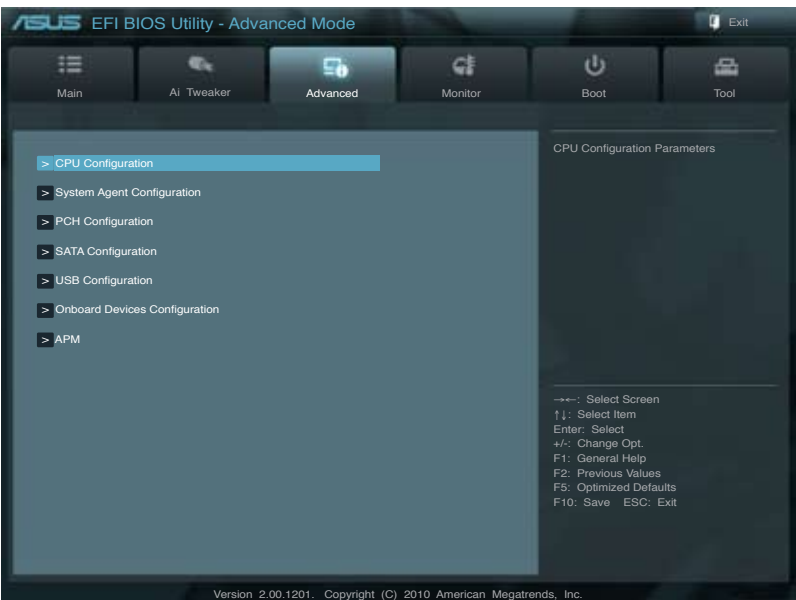 ASUS EFI BIOS Utility - Advanced Mode
Exit
Main
Ai Tweaker
Advanced
Monitor
Boot
Tool
> CPU Configuration
> System Agent Configuration
> PCH Configuration
> SATA Configuration
> USB Configuration
> Onboard Devices Configuration
> APM
CPU Configuration Parameters
→←: Select Screen
↑↓: Select Item
Enter: Select
+/-: Change Opt.
F1: General Help
F2: Previous Values
F5: Optimized Defaults
F10: Save ESC: Exit
Version 2.00.1201. Copyright (C) 2010 American Megatrends, Inc.